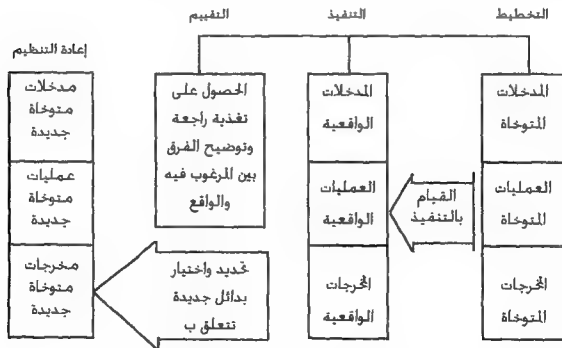 التخطيط
التنفيذ
التقييم
إعادة التنظيم
المدخلات
المتوخاة
العمليات
المتوخاة
المخرجات
المتوخاة
القيام
بالتنفيذ
المدخلات
الواقعية
العمليات
الواقعية
المخرجات
الواقعية
الحصول على
تغذية راجعة
وتوضيح الفرق
بين المرغوب فيه
والواقع
تحديد واختيار
بدائل جديدة
تتعلق ب
مدخلات
متوخاة
جديدة
عمليات
متوخاة
جديدة
مخرجات
متوخاة
جديدة